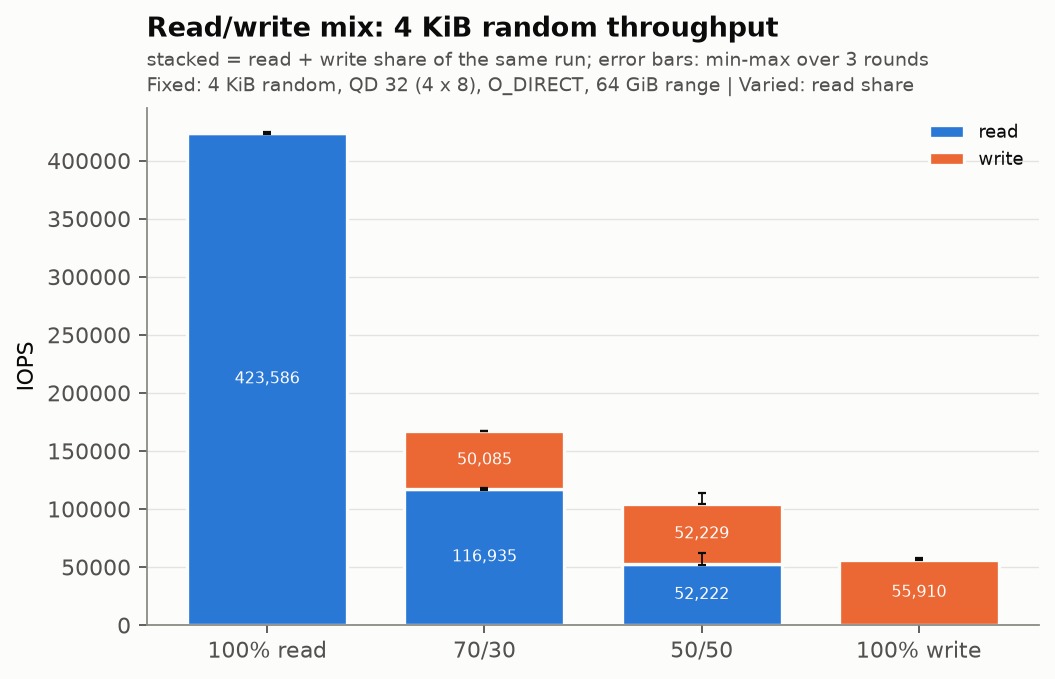 Read/write mix: 4 KiB random throughput
stacked = read + write share of the same run; error bars: min-max over 3 rounds
Fixed: 4 KiB random, QD 32 (4 x 8), O_DIRECT, 64 GiB range | Varied: read share
read
write
IOPS
400000
350000
300000
250000
200000
150000
100000
50000
0
423,586
50,085
116,935
52,229
52,222
55,910
100% read
70/30
50/50
100% write